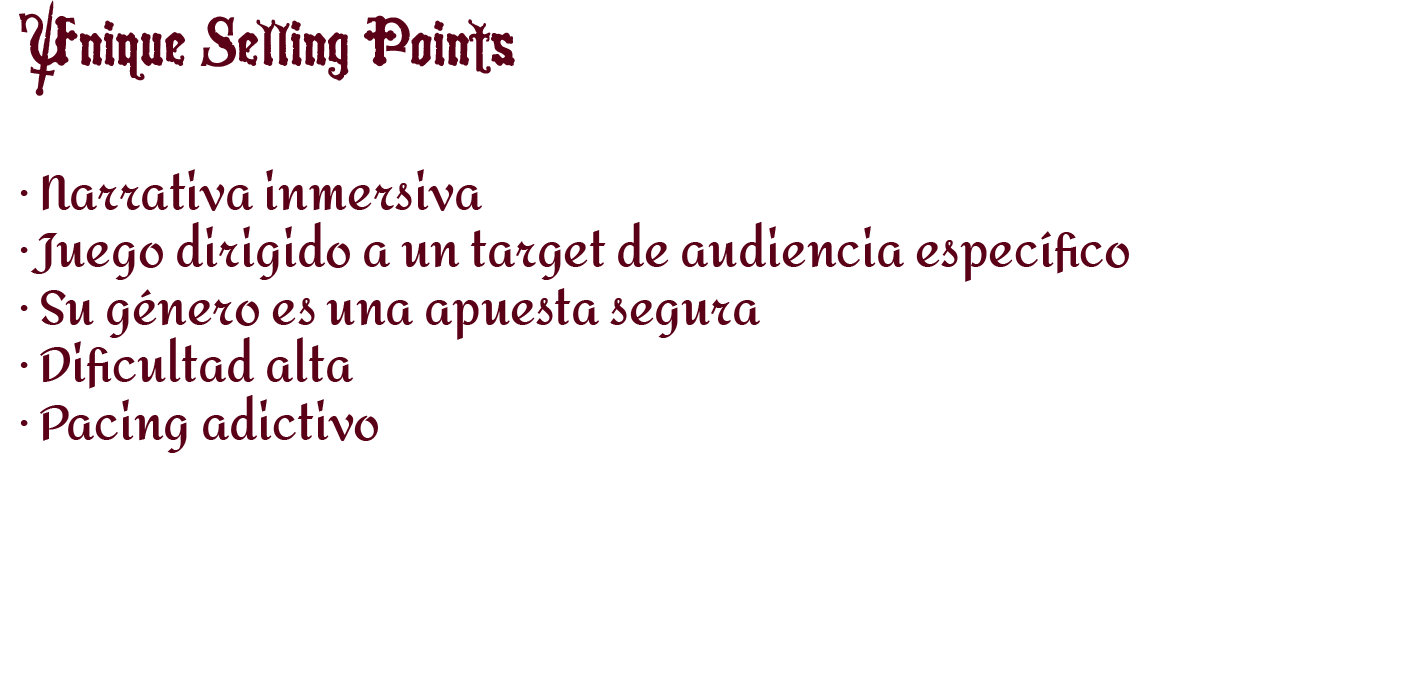 Unique Selling Points
· Narrativa inmersiva
· Juego dirigido a un target de audiencia específico
· Su género es una apuesta segura
· Dificultad alta
· Pacing adictivo